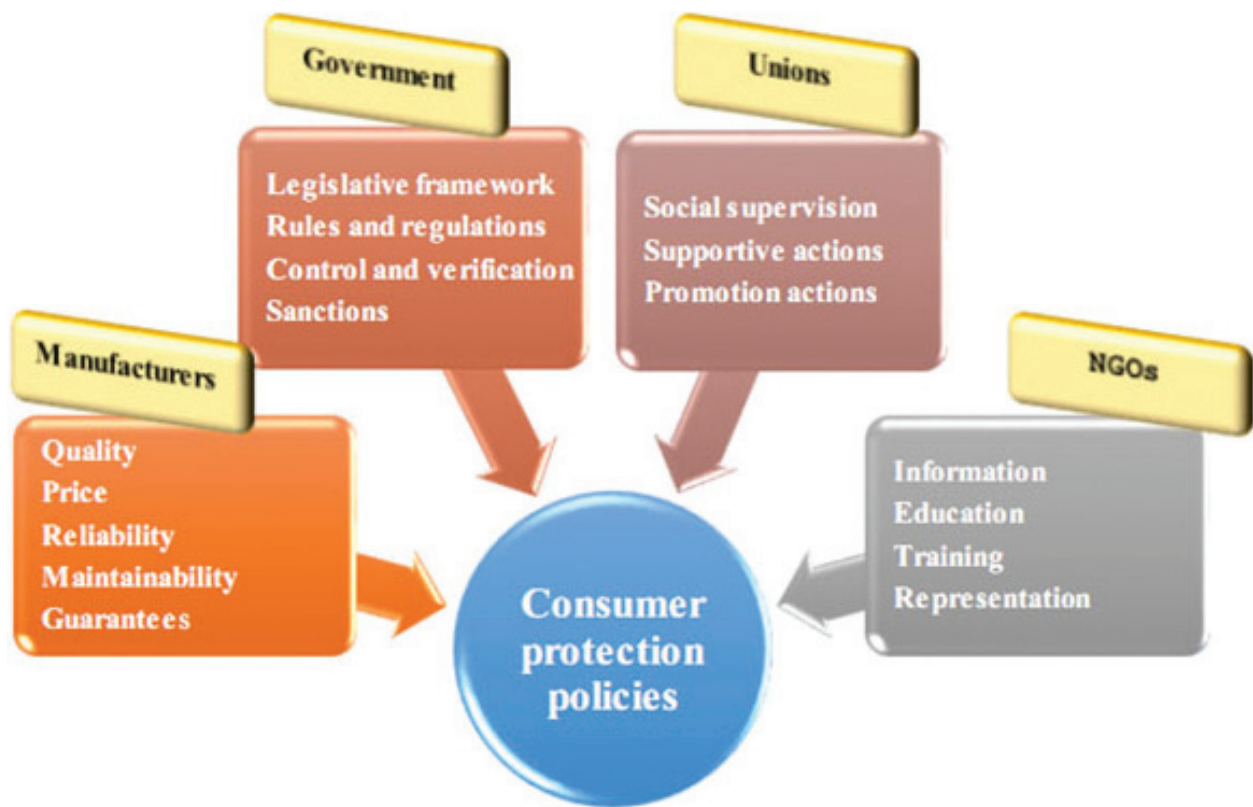 Government
Legislative framework
Rules and regulations
Control and verification
Sanctions
Unions
Social supervision
Supportive actions
Promotion actions
Manufacturers
Quality
Price
Reliability
Maintainability
Guarantees
NGOs
Information
Education
Training
Representation
Consumer
protection
policies